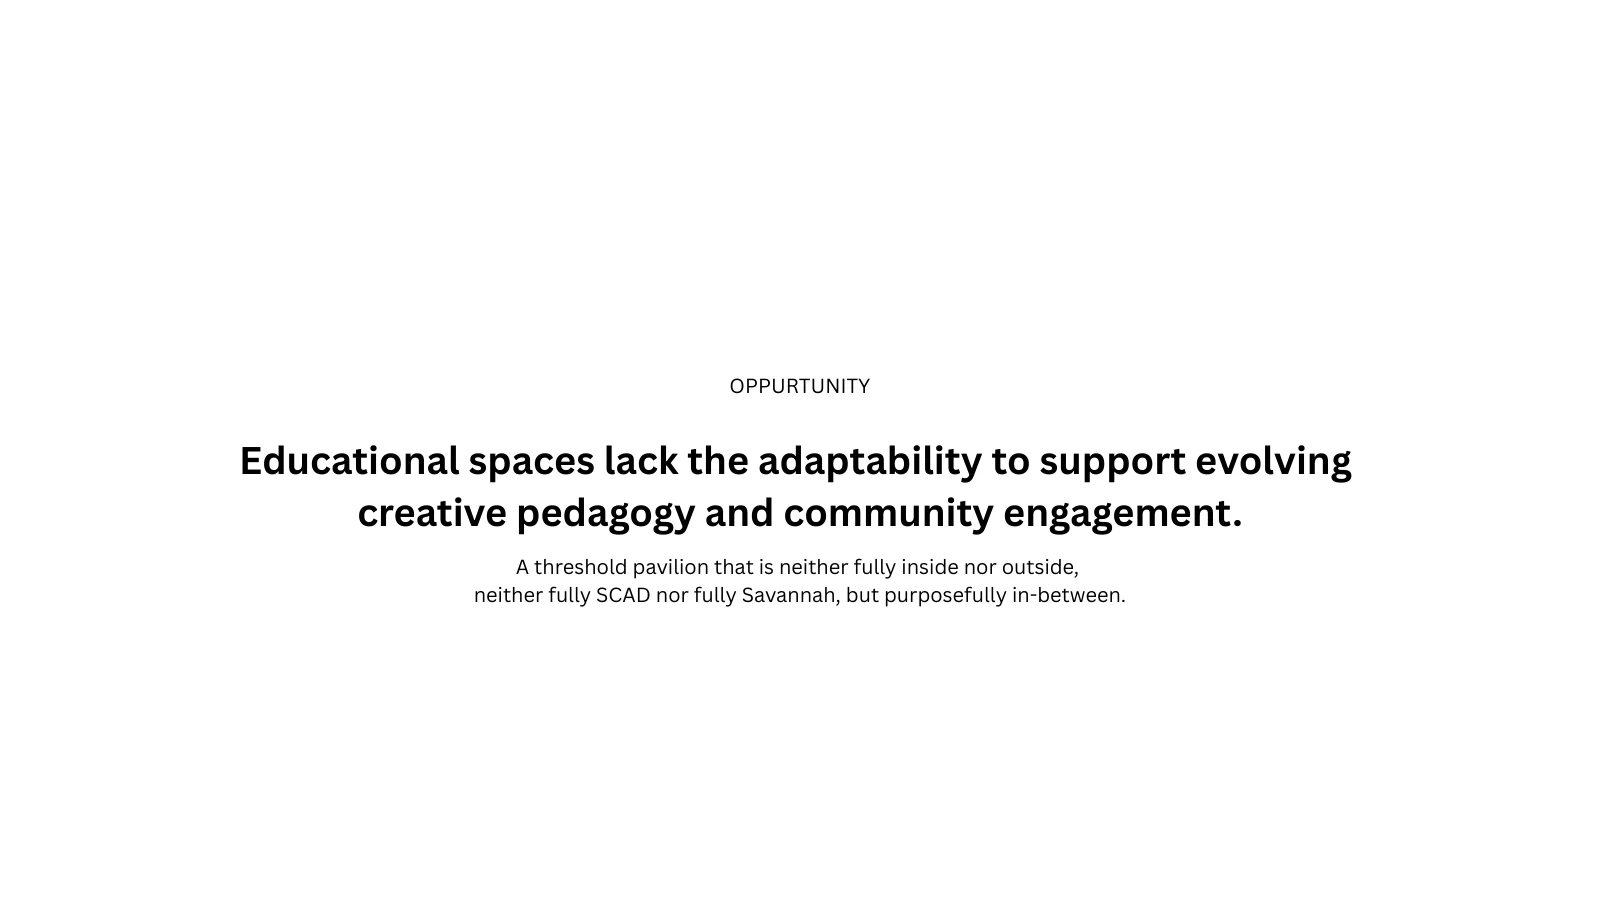 OPPURTUNITY
Educational spaces lack the adaptability to support evolving
creative pedagogy and community engagement.
A threshold pavilion that is neither fully inside nor outside,
neither fully SCAD nor fully Savannah, but purposefully in-between.